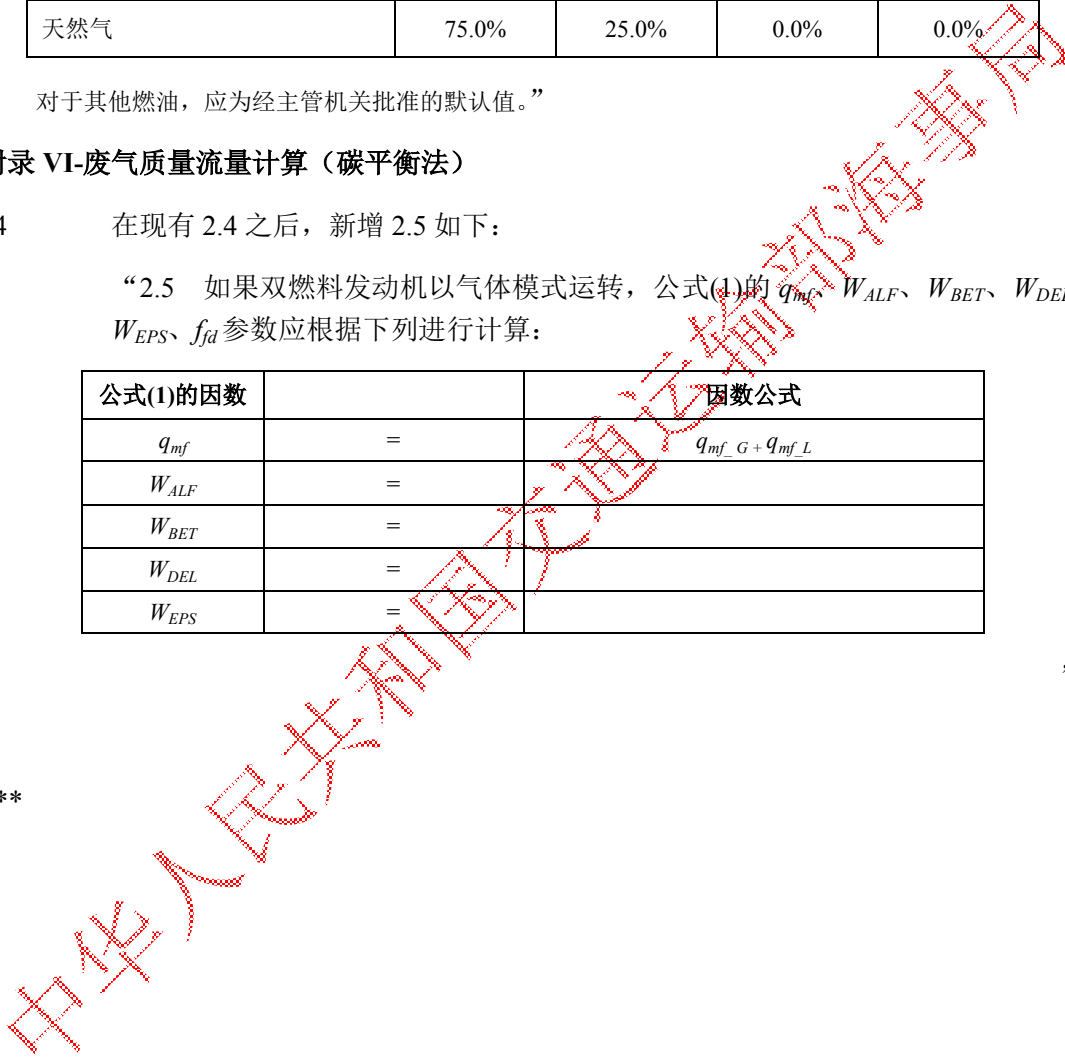 天然气 75.0% 25.0% 0.0% 0.0%
对于其他燃油，应为经主管机关批准的默认值。”
录 VI-废气质量流量计算（碳平衡法）
4 在现有 2.4 之后，新增 2.5 如下：
“2.5 如果双燃料发动机以气体模式运转，公式(1)的 qmf、WALF、WBET、WDEL
WEPS、ffd 参数应根据下列进行计算：
公式(1)的因数 因数公式
qmf = qmf_G + qmf_L
WALF =
WBET =
WDEL =
WEPS =
**
中华人民共和国交通运输部海事局